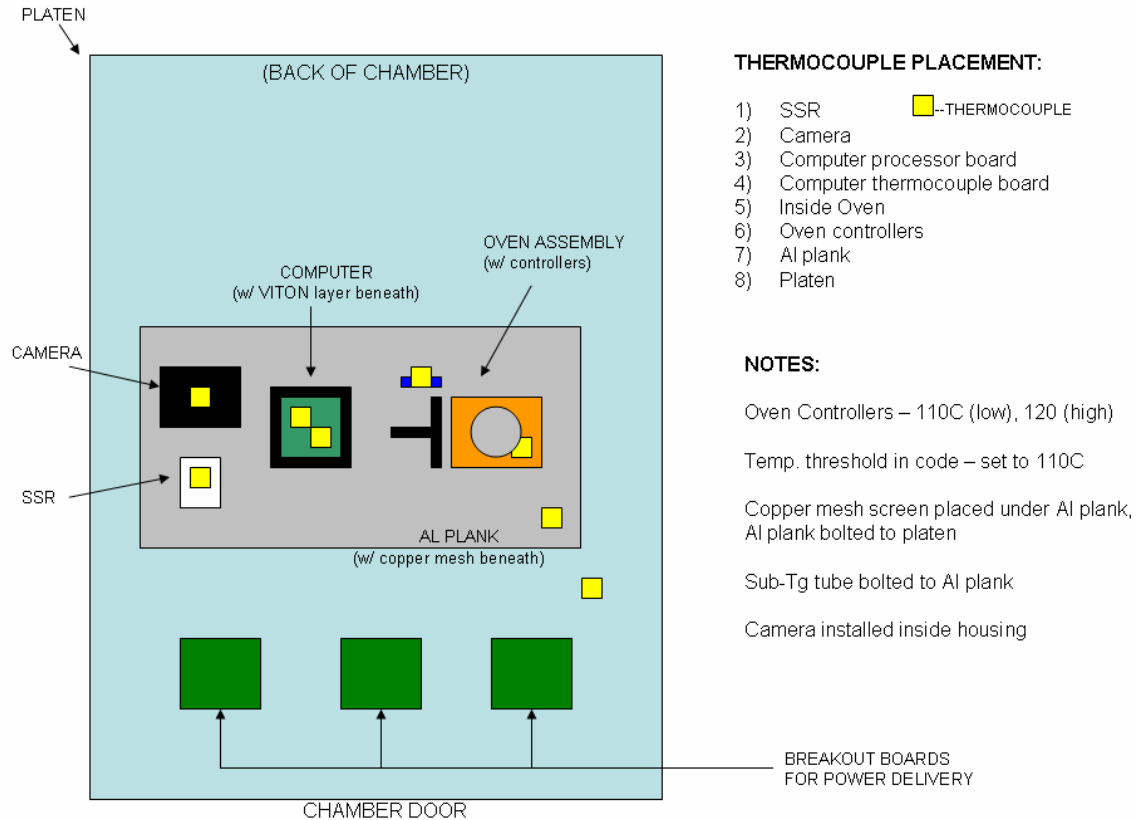 PLATEN
(BACK OF CHAMBER)
OVEN ASSEMBLY
(w/ controllers)
COMPUTER
(w/ VITON layer beneath)
CAMERA
SSR
AL PLANK
(w/ copper mesh beneath)
BREAKOUT BOARDS
FOR POWER DELIVERY
CHAMBER DOOR
THERMOCOUPLE PLACEMENT:
--THERMOCOUPLE
1) SSR
2) Camera
3) Computer processor board
4) Computer thermocouple board
5) Inside Oven
6) Oven controllers
7) Al plank
8) Platen
NOTES:
Oven Controllers – 110C (low), 120 (high)
Temp. threshold in code – set to 110C
Copper mesh screen placed under Al plank,
Al plank bolted to platen
Sub-Tg tube bolted to Al plank
Camera installed inside housing